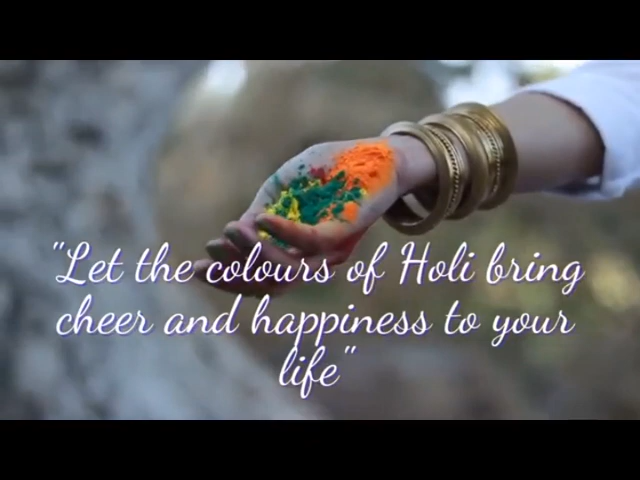 "Let the colours of Holi bring
cheer and happiness to your
life"